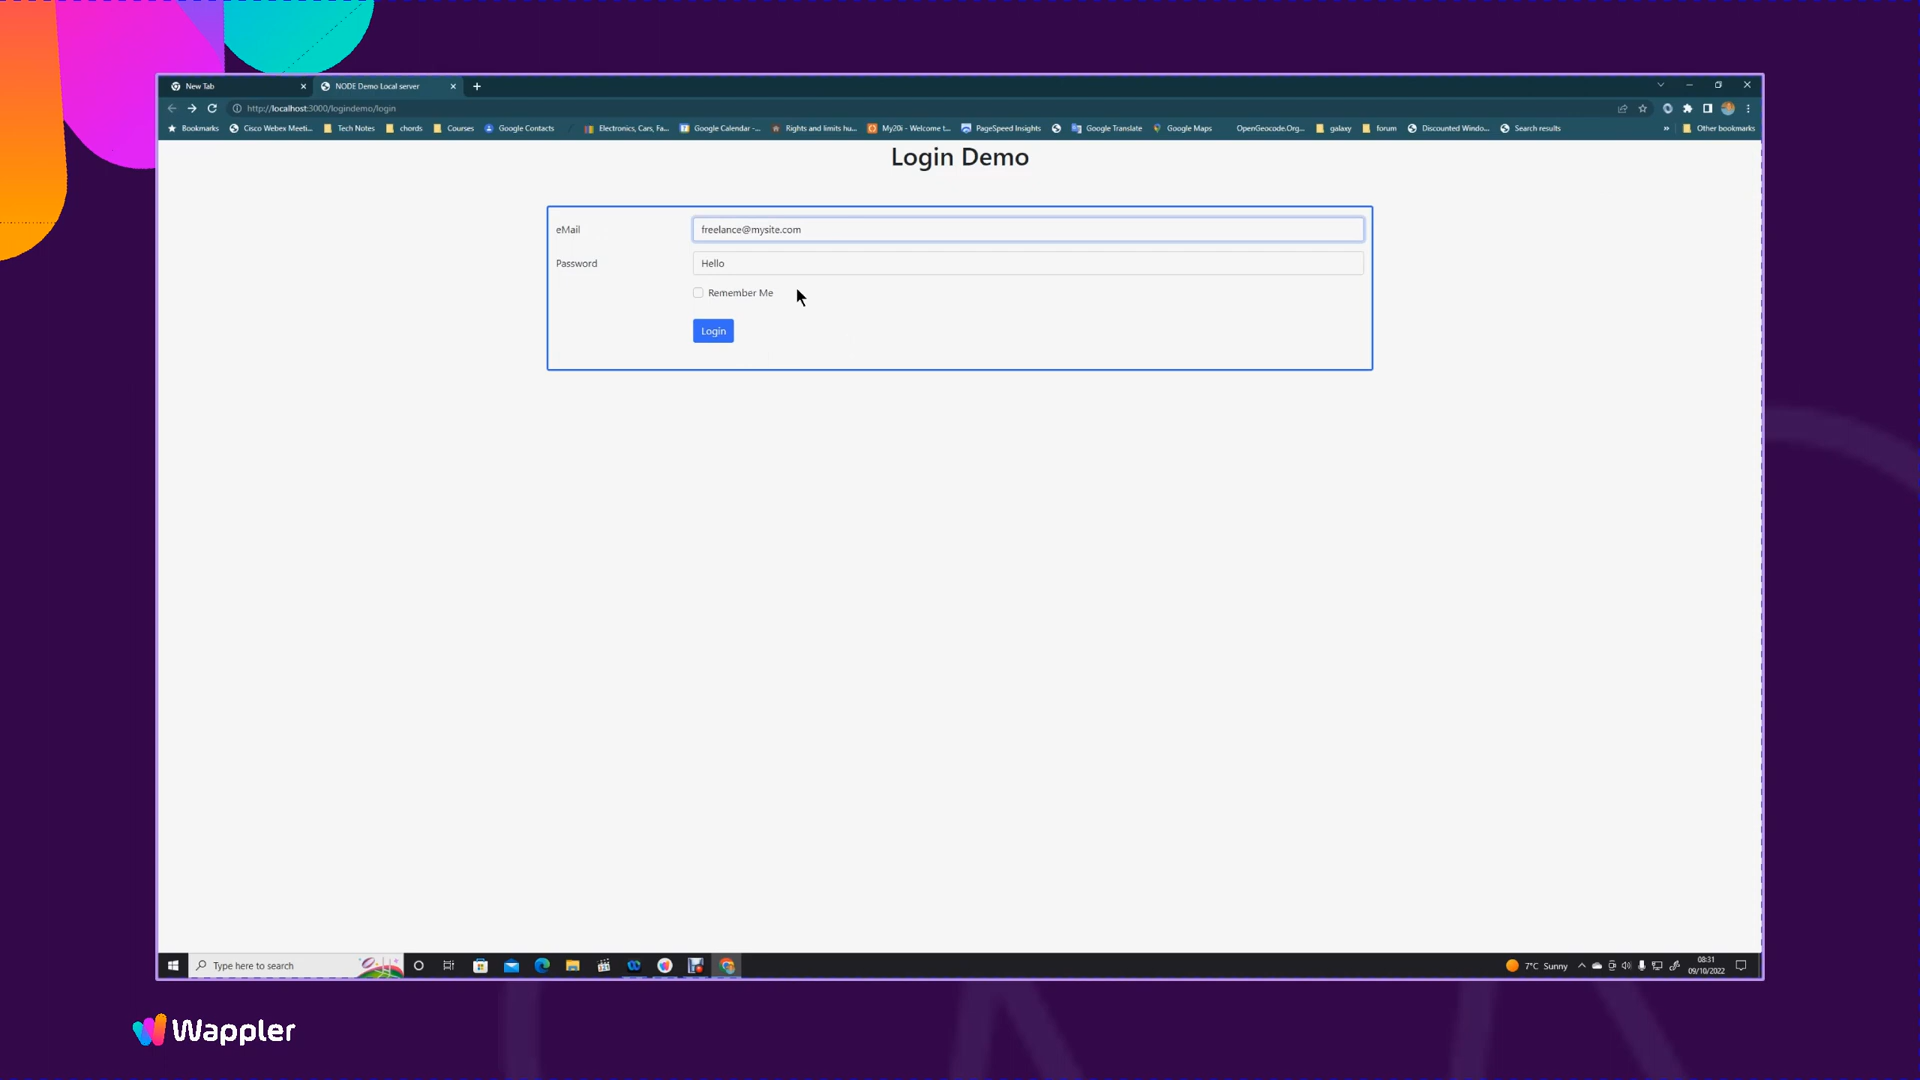 New Tab
NODE Demo Local server
http://localhost:3000/logindemo/login
Bookmarks
Cisco Webex Meeti...
Tech Notes
chords
Courses
Google Contacts
Electronics, Cars, Fa...
Google Calendar -...
Rights and limits hu...
My20i - Welcome t...
PageSpeed Insights
Google Translate
Google Maps
OpenGeocode.Org...
galaxy
forum
Discounted Windo...
Search results
»
Other bookmarks
Login Demo
eMail
freelance@mysite.com
Password
Hello
Remember Me
Login
Type here to search
7°C Sunny
08:31
09/10/2022
Wappler